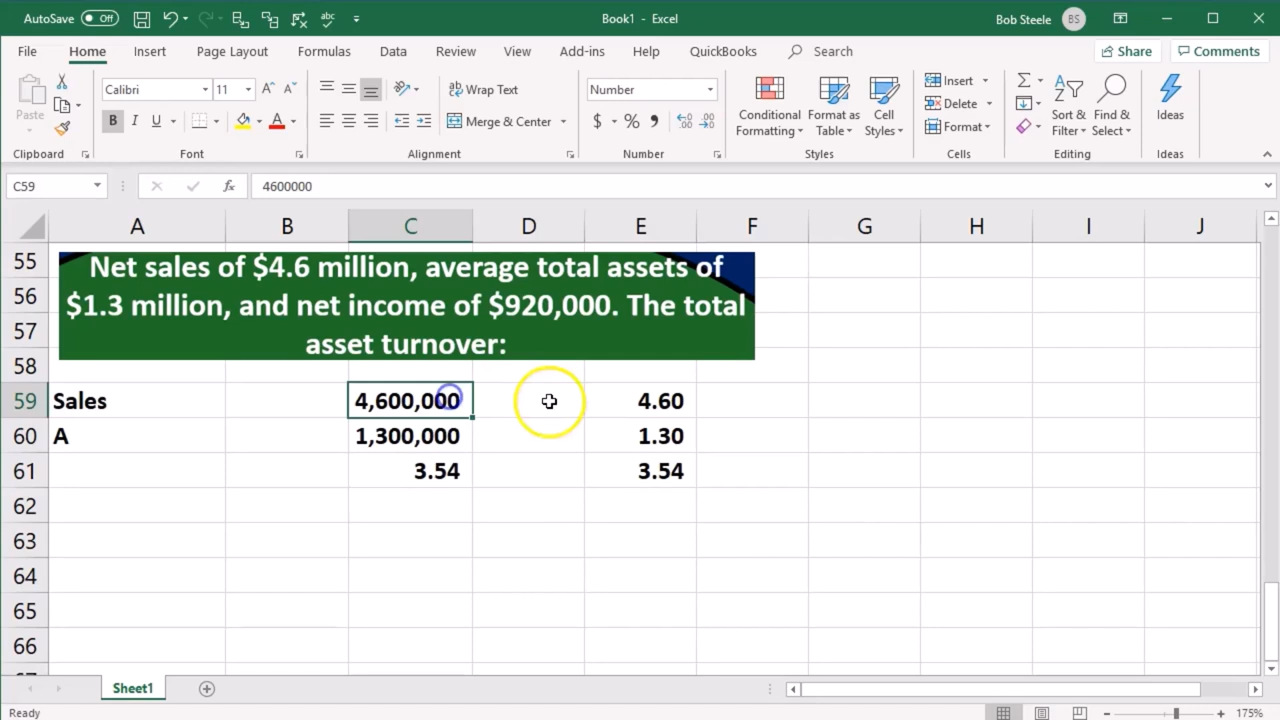 AutoSave Off Book1 - Excel Bob Steele BS
File Home Insert Page Layout Formulas Data Review View Add-ins Help QuickBooks Search Share Comments
Paste
Calibri 11 A A
B I U A
ab Wrap Text
Merge & Center
Number
$ % ,
Conditional Formatting
Format as Table
Cell Styles
Insert
Delete
Format
Sort & Filter
Find & Select
Ideas
Clipboard Font Alignment Number Styles Cells Editing Ideas
C59 fx 4600000
A B C D E F G H I J
55
56
57
58
Net sales of $4.6 million, average total assets of
$1.3 million, and net income of $920,000. The total
asset turnover:
59 Sales 4,600,000 4.60
60 A 1,300,000 1.30
61 3.54 3.54
62
63
64
65
66
Sheet1
Ready 175%